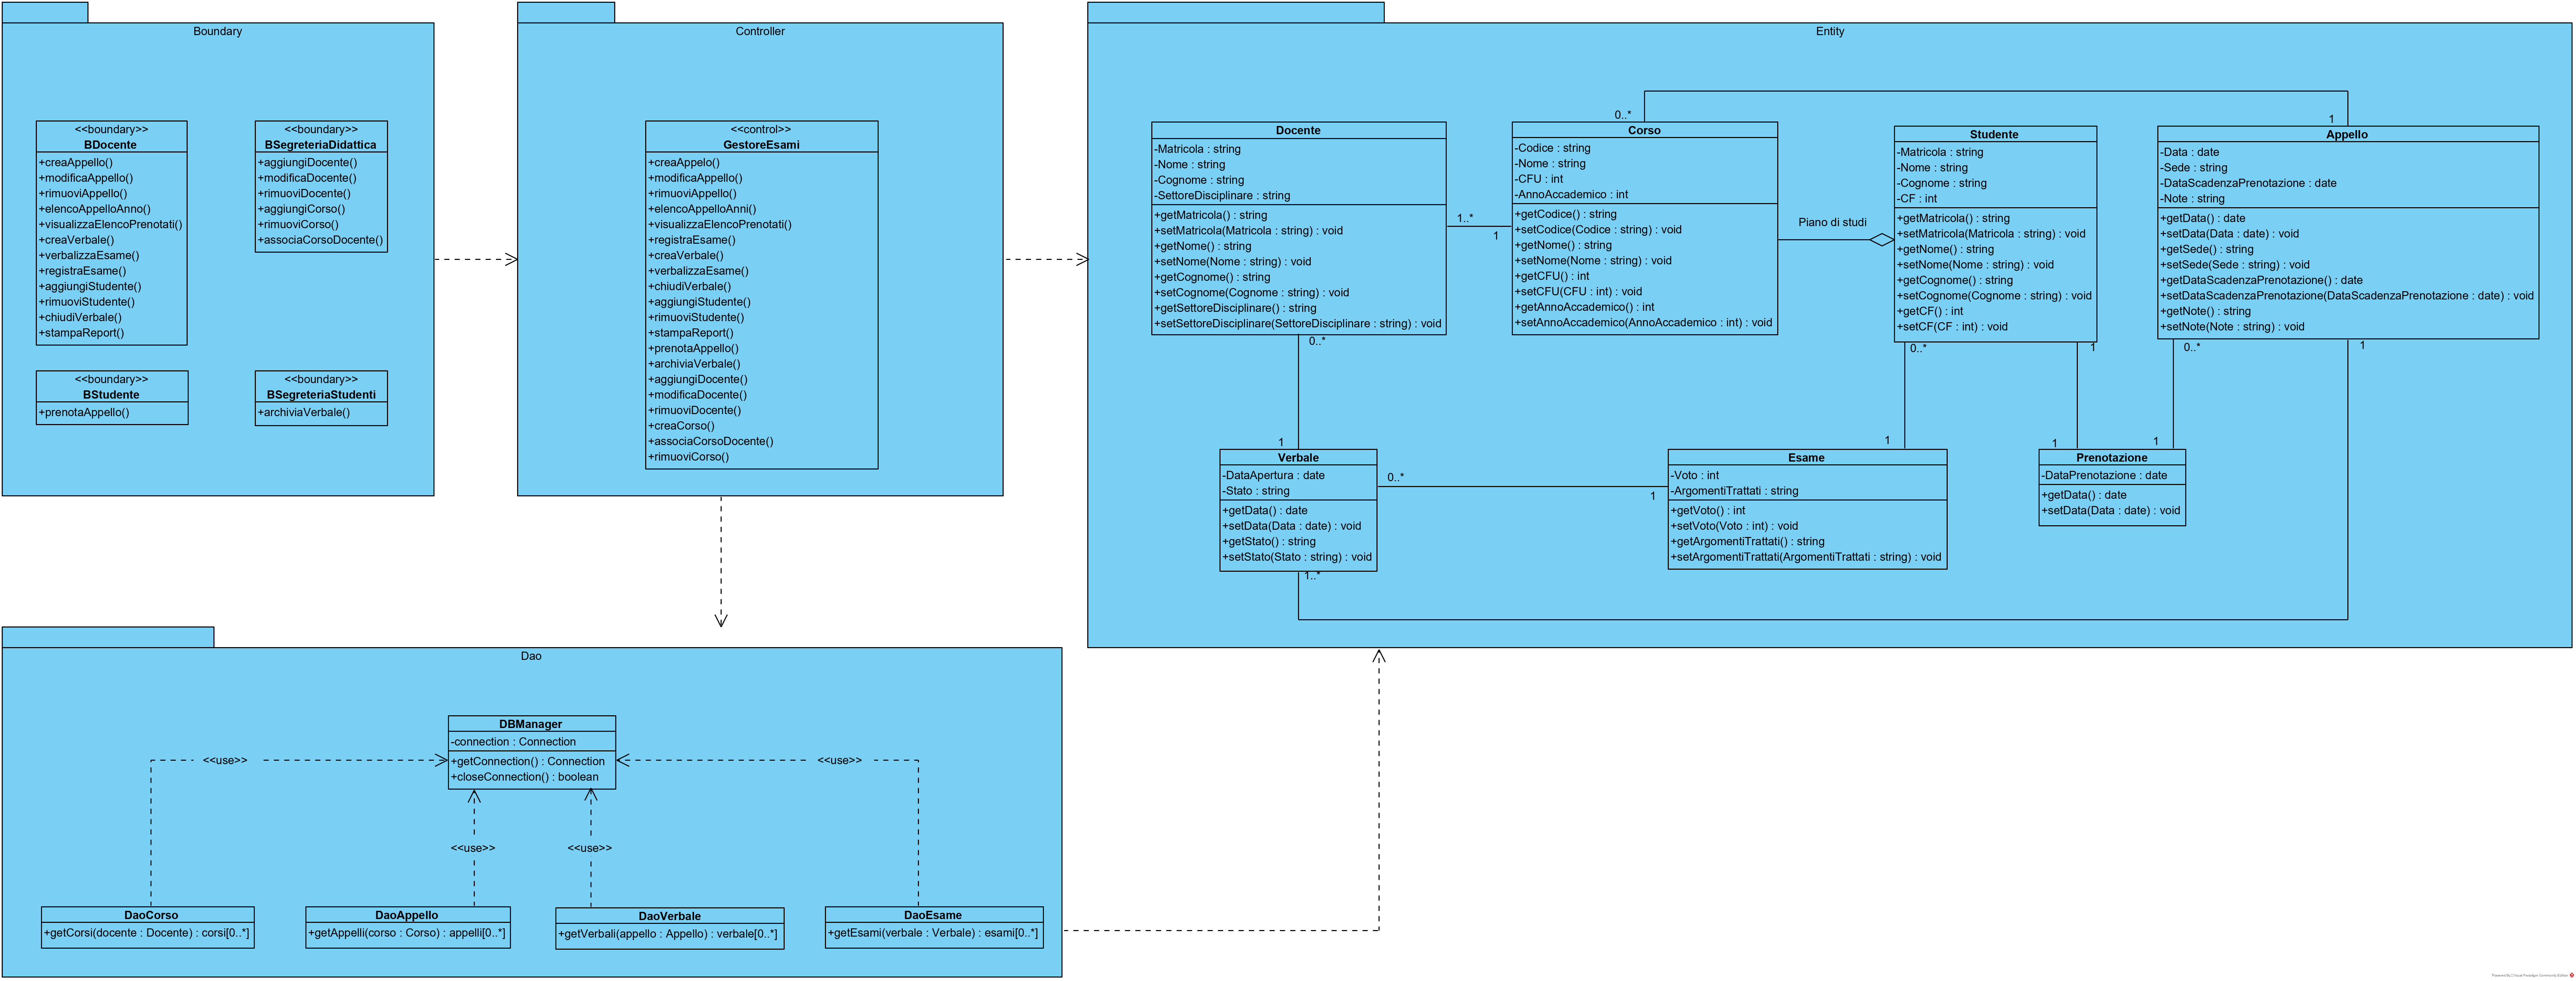 Boundary
<<boundary>>
BDocente
+creaAppello()
+modificaAppello()
+rimuoviAppello()
+elencoAppelloAnno()
+visualizzaElencoPrenotati()
+creaVerbale()
+verbalizzaEsame()
+registraEsame()
+aggiungiStudente()
+rimuoviStudente()
+chiudiVerbale()
+stampaReport()
<<boundary>>
BSegreteriaDidattica
+aggiungiDocente()
+modificaDocente()
+rimuoviDocente()
+aggiungiCorso()
+rimuoviCorso()
+associaCorsoDocente()
<<boundary>>
BStudente
+prenotaAppello()
<<boundary>>
BSegreteriaStudenti
+archiviaVerbale()
Controller
<<control>>
GestoreEsami
+creaAppelo()
+modificaAppello()
+rimuoviAppello()
+elencoAppelloAnni()
+visualizzaElencoPrenotati()
+registraEsame()
+creaVerbale()
+verbalizzaEsame()
+chiudiVerbale()
+aggiungiStudente()
+rimuoviStudente()
+stampaReport()
+prenotaAppello()
+archiviaVerbale()
+aggiungiDocente()
+modificaDocente()
+rimuoviDocente()
+creaCorso()
+associaCorsoDocente()
+rimuoviCorso()
Entity
0..*
1
Docente
-Matricola : string
-Nome : string
-Cognome : string
-SettoreDisciplinare : string
+getMatricola() : string
+setMatricola(Matricola : string) : void
+getNome() : string
+setNome(Nome : string) : void
+getCognome() : string
+setCognome(Cognome : string) : void
+getSettoreDisciplinare() : string
+setSettoreDisciplinare(SettoreDisciplinare : string) : void
1..*
1
Corso
-Codice : string
-Nome : string
-CFU : int
-AnnoAccademico : int
+getCodice() : string
+setCodice(Codice : string) : void
+getNome() : string
+setNome(Nome : string) : void
+getCFU() : int
+setCFU(CFU : int) : void
+getAnnoAccademico() : int
+setAnnoAccademico(AnnoAccademico : int) : void
Piano di studi
Studente
-Matricola : string
-Nome : string
-Cognome : string
-CF : int
+getMatricola() : string
+setMatricola(Matricola : string) : void
+getNome() : string
+setNome(Nome : string) : void
+getCognome() : string
+setCognome(Cognome : string) : void
+getCF() : int
+setCF(CF : int) : void
Appello
-Data : date
-Sede : string
-DataScadenzaPrenotazione : date
-Note : string
+getData() : date
+setData(Data : date) : void
+getSede() : string
+setSede(Sede : string) : void
+getDataScadenzaPrenotazione() : date
+setDataScadenzaPrenotazione(DataScadenzaPrenotazione : date) : void
+getNote() : string
+setNote(Note : string) : void
0..*
0..*
1
0..*
1
1
1
1
1
Verbale
-DataApertura : date
-Stato : string
+getData() : date
+setData(Data : date) : void
+getStato() : string
+setStato(Stato : string) : void
0..*
1
1..*
Esame
-Voto : int
-ArgomentiTrattati : string
+getVoto() : int
+setVoto(Voto : int) : void
+getArgomentiTrattati() : string
+setArgomentiTrattati(ArgomentiTrattati : string) : void
Prenotazione
-DataPrenotazione : date
+getData() : date
+setData(Data : date) : void
Dao
DBManager
-connection : Connection
+getConnection() : Connection
+closeConnection() : boolean
<<use>>
<<use>>
<<use>>
<<use>>
DaoCorso
+getCorsi(docente : Docente) : corsi[0..*]
DaoAppello
+getAppelli(corso : Corso) : appelli[0..*]
DaoVerbale
+getVerbali(appello : Appello) : verbale[0..*]
DaoEsame
+getEsami(verbale : Verbale) : esami[0..*]